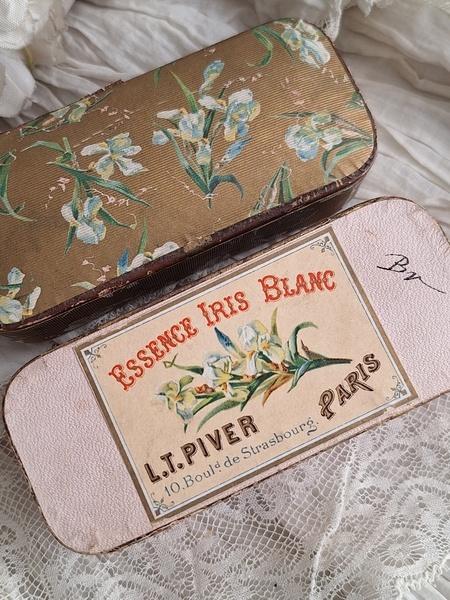 ESSENCE IRIS BLANC
L.T. PIVER PARIS
10. Boulᵈ de Strasbourg.